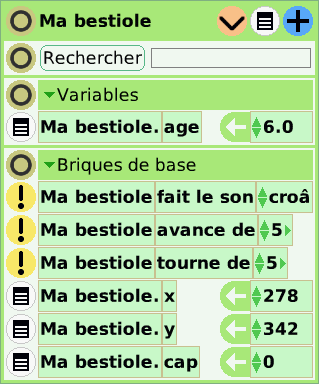 Ma bestiole
Rechercher
Variables
Ma bestiole. age 6.0
Briques de base
Ma bestiole fait le son croâ
Ma bestiole avance de 5
Ma bestiole tourne de 5
Ma bestiole. x 278
Ma bestiole. y 342
Ma bestiole. cap 0